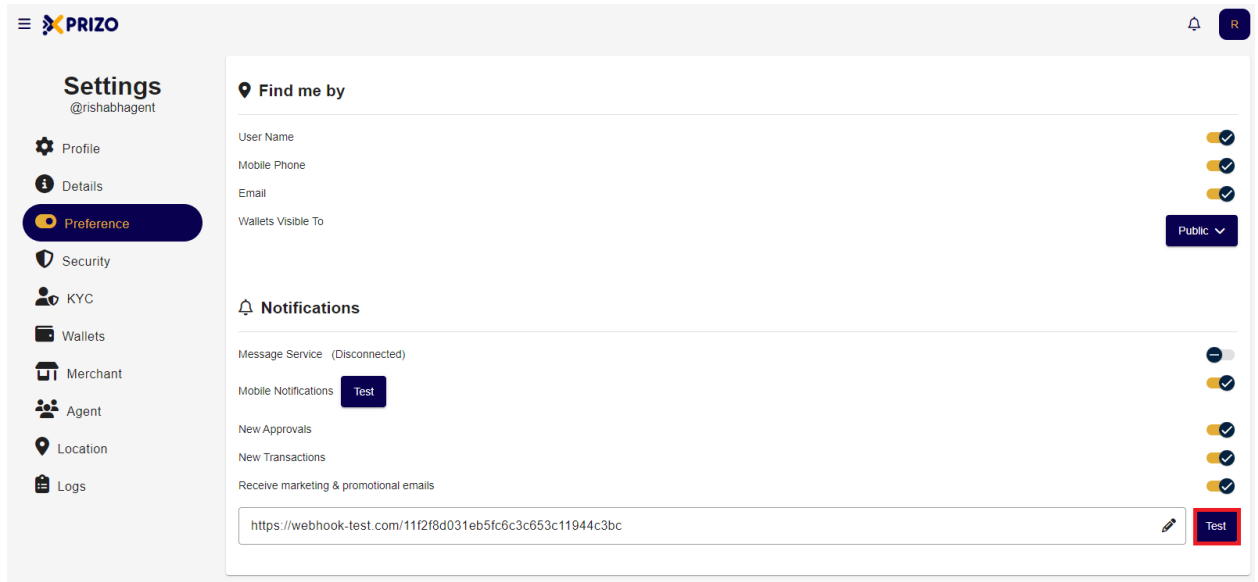 PRIZO
R
Settings
@rishabhagent
Profile
Details
Preference
Security
KYC
Wallets
Merchant
Agent
Location
Logs
Find me by
User Name
Mobile Phone
Email
Wallets Visible To
Public
Notifications
Message Service (Disconnected)
Mobile Notifications Test
New Approvals
New Transactions
Receive marketing & promotional emails
https://webhook-test.com/11f2f8d031eb5fc6c3c653c11944c3bc Test